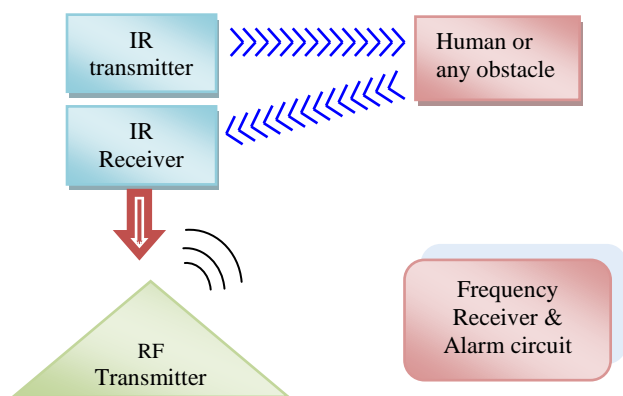 IR
transmitter
Human or
any obstacle
IR
Receiver
Frequency
Receiver &
Alarm circuit
RF
Transmitter